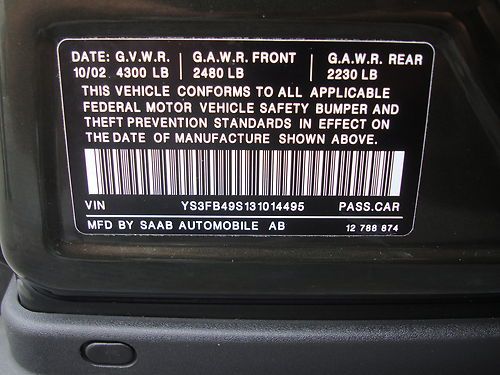 DATE: G.V.W.R. G.A.W.R. FRONT G.A.W.R. REAR
10/02 4300 LB 2480 LB 2230 LB
THIS VEHICLE CONFORMS TO ALL APPLICABLE
FEDERAL MOTOR VEHICLE SAFETY BUMPER AND
THEFT PREVENTION STANDARDS IN EFFECT ON
THE DATE OF MANUFACTURE SHOWN ABOVE.
VIN YS3FB49S131014495 PASS.CAR
MFD BY SAAB AUTOMOBILE AB 12 788 874